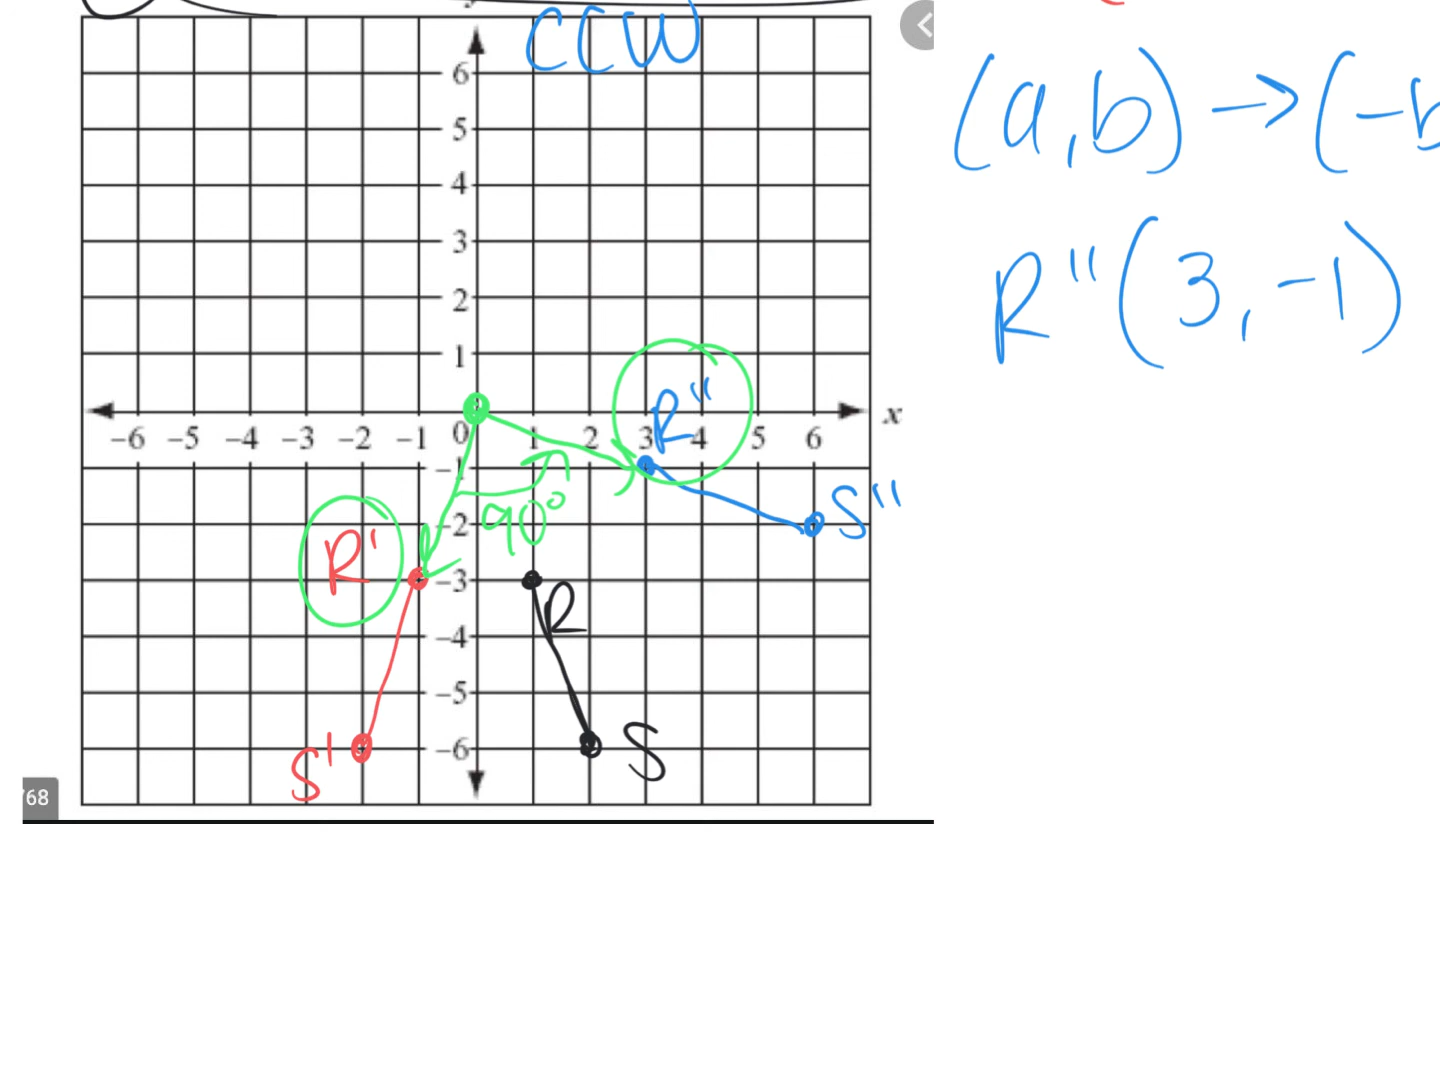 CCW
(a,b) → (-b
R"(3,-1)
6
5
4
3
2
1
-6 -5 -4 -3 -2 -1 0 1 2 3 4 5 6 x
R"
-1
S"
-2
90°
R'
-3
R
-4
-5
-6
S'
S
68